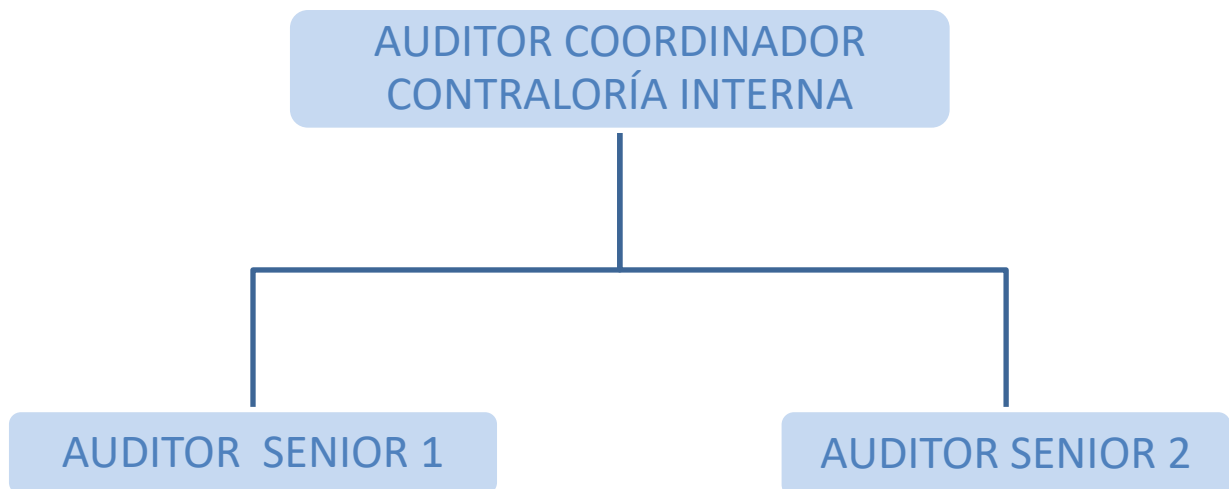 AUDITOR COORDINADOR
CONTRALORÍA INTERNA
AUDITOR  SENIOR 1
AUDITOR SENIOR 2